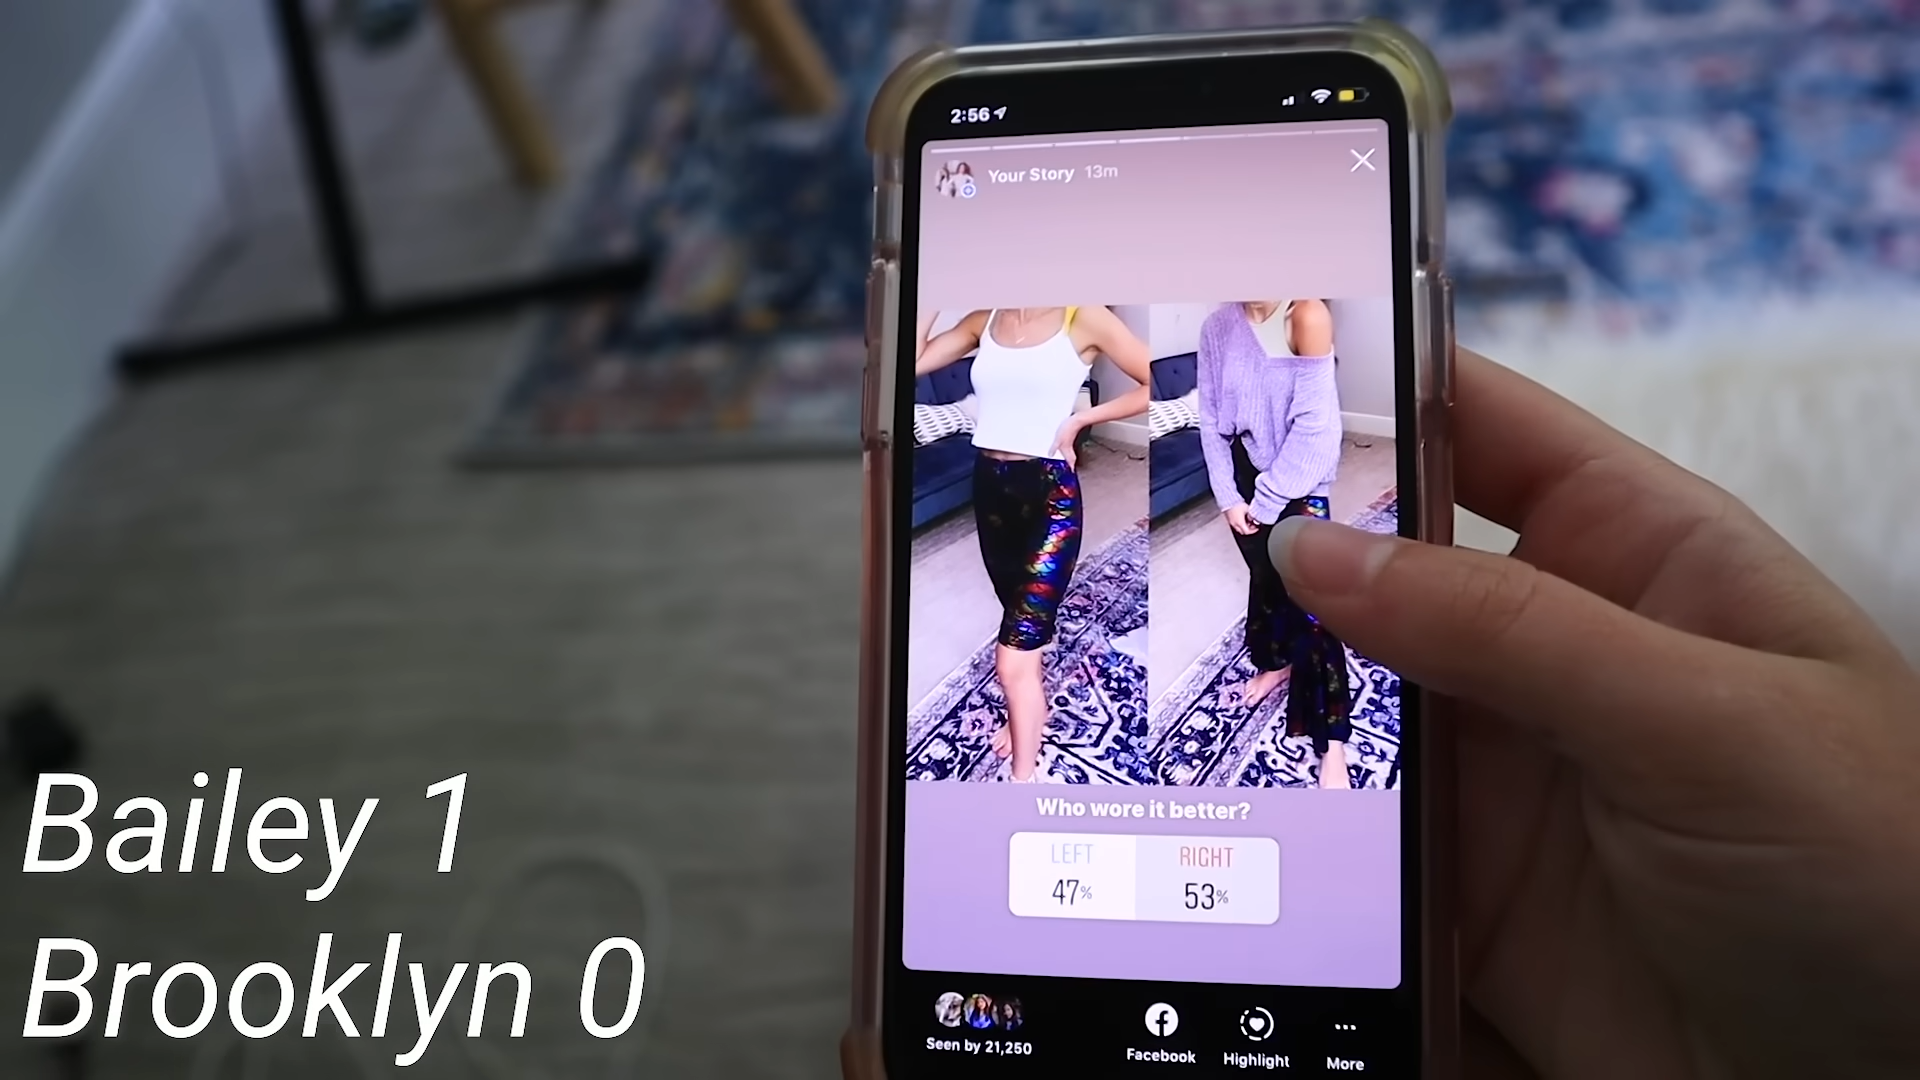 2:56
Your Story 13m
Who wore it better?
LEFT RIGHT
47% 53%
Seen by 21,250
Facebook
Highlight
More
Bailey 1
Brooklyn 0